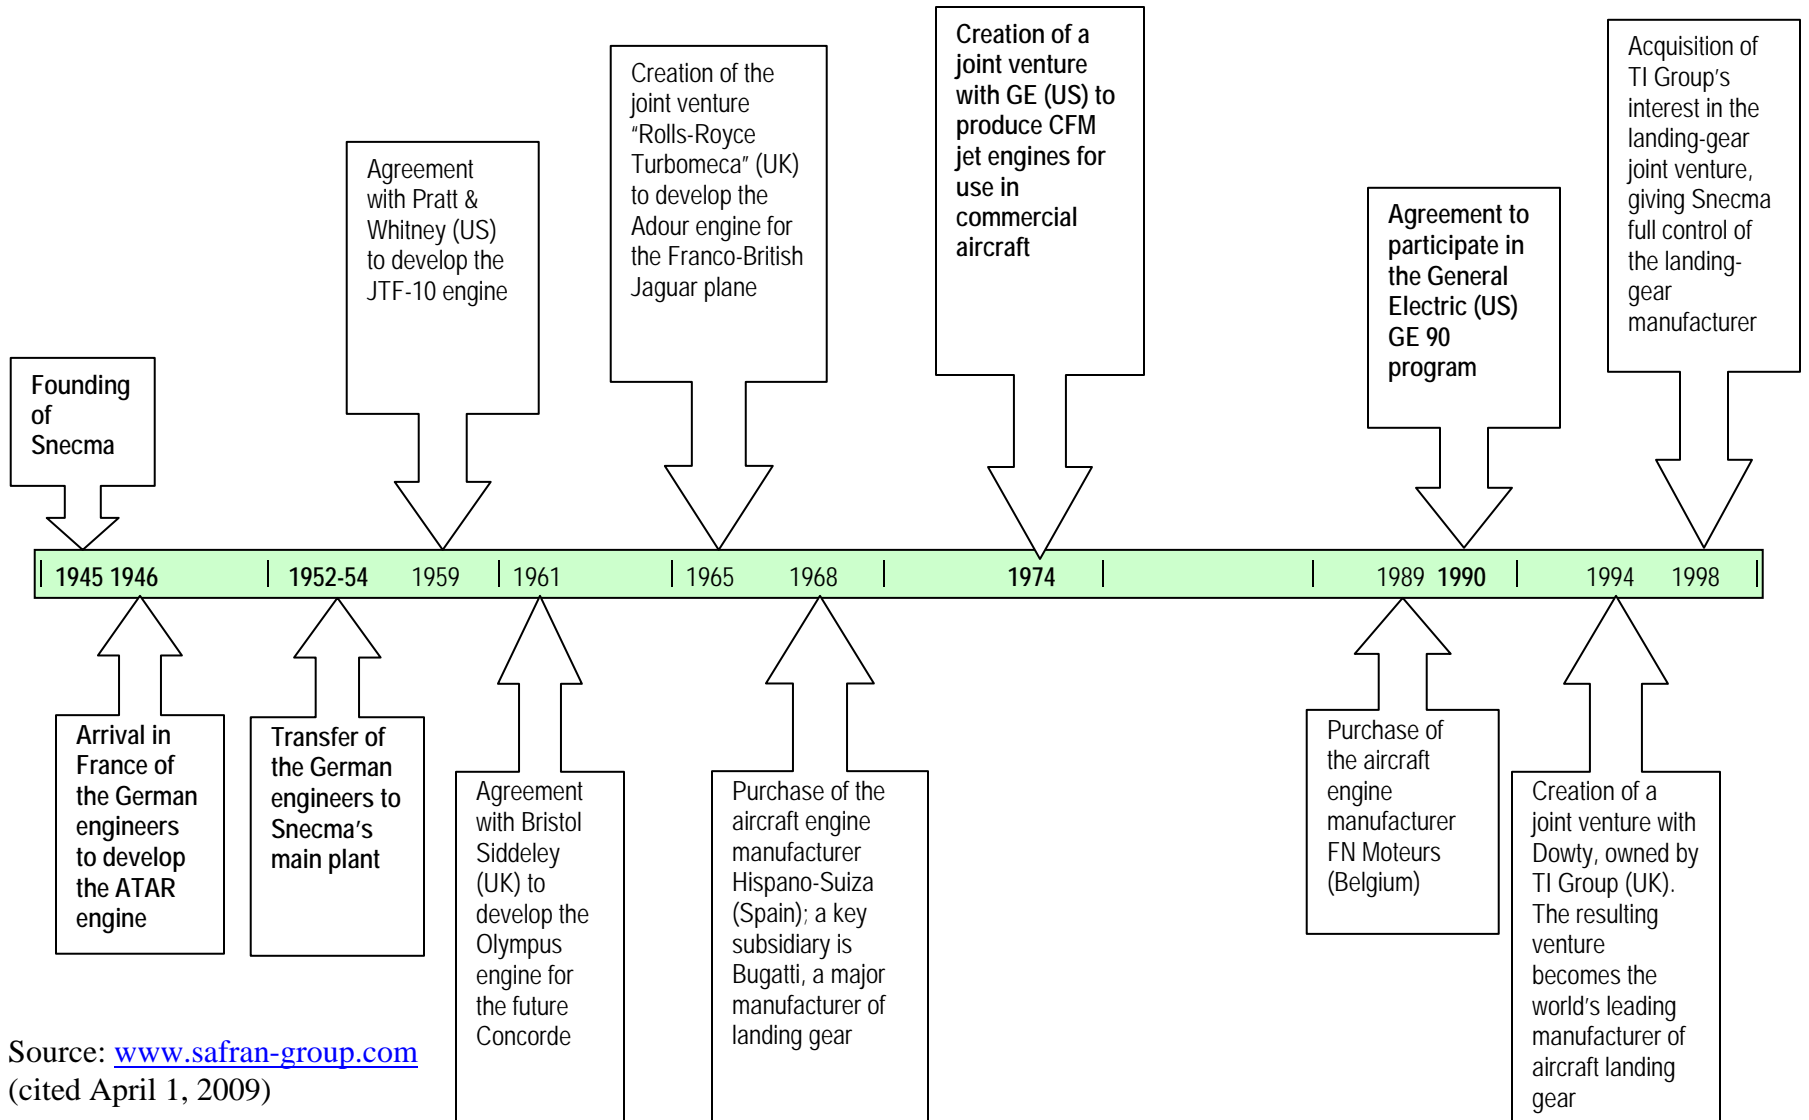 Creation of a
joint venture
with GE (US) to
produce CFM
jet engines for
use in
commercial
aircraft
Acquisition of
TI Group's
interest in the
landing-gear
joint venture,
giving Snecma
full control of
the landing-
gear
manufacturer
Creation of the
joint venture
“Rolls-Royce
Turbomeca” (UK)
to develop the
Adour engine for
the Franco-British
Jaguar plane
Agreement
with Pratt &
Whitney (US)
to develop the
JTF-10 engine
Agreement to
participate in
the General
Electric (US)
GE 90
program
Founding
of
Snecma
1945 1946 1952-54 1959 1961 1965 1968 1974 1989 1990 1994 1998
Arrival in
France of
the German
engineers
to develop
the ATAR
engine
Transfer of
the German
engineers to
Snecma's
main plant
Agreement
with Bristol
Siddeley
(UK) to
develop the
Olympus
engine for
the future
Concorde
Purchase of the
aircraft engine
manufacturer
Hispano-Suiza
(Spain); a key
subsidiary is
Bugatti, a major
manufacturer of
landing gear
Purchase of
the aircraft
engine
manufacturer
FN Moteurs
(Belgium)
Creation of a
joint venture with
Dowty, owned by
TI Group (UK).
The resulting
venture
becomes the
world's leading
manufacturer of
aircraft landing
gear
Source: www.safran-group.com
(cited April 1, 2009)